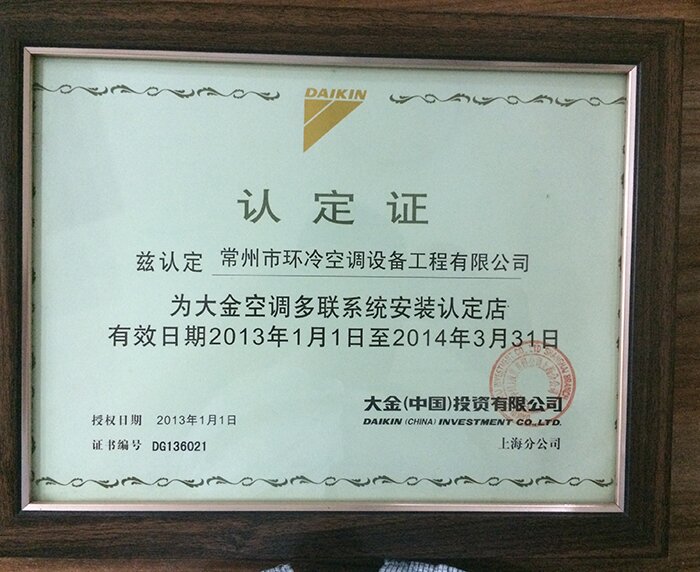 DAIKIN
认定证
兹认定 常州市环冷空调设备工程有限公司
为大金空调多联系统安装认定店
有效日期2013年1月1日至2014年3月31日
大金(中国)投资有限公司
DAIKIN (CHINA) INVESTMENT CO.,LTD.
上海分公司
授权日期 2013年1月1日
证书编号 DG136021